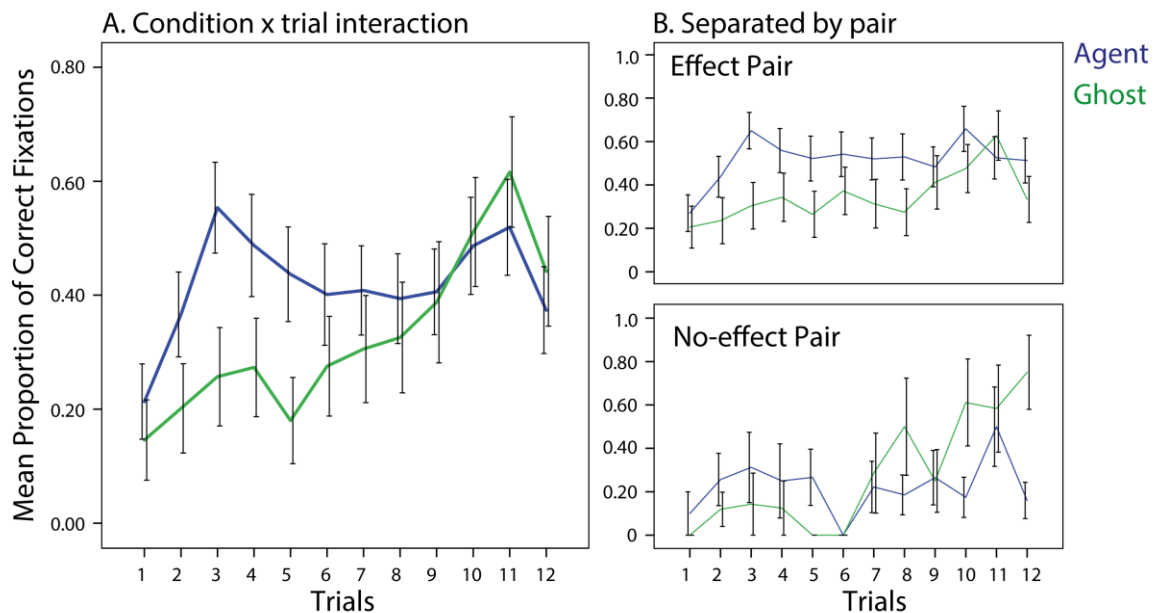 A. Condition x trial interaction
Mean Proportion of Correct Fixations
0.80
0.60
0.40
0.20
0.00
1 2 3 4 5 6 7 8 9 10 11 12
Trials
B. Separated by pair
Agent
Ghost
Effect Pair
1.0
0.80
0.60
0.40
0.20
0
No-effect Pair
1.0
0.80
0.60
0.40
0.20
0
1 2 3 4 5 6 7 8 9 10 11 12
Trials